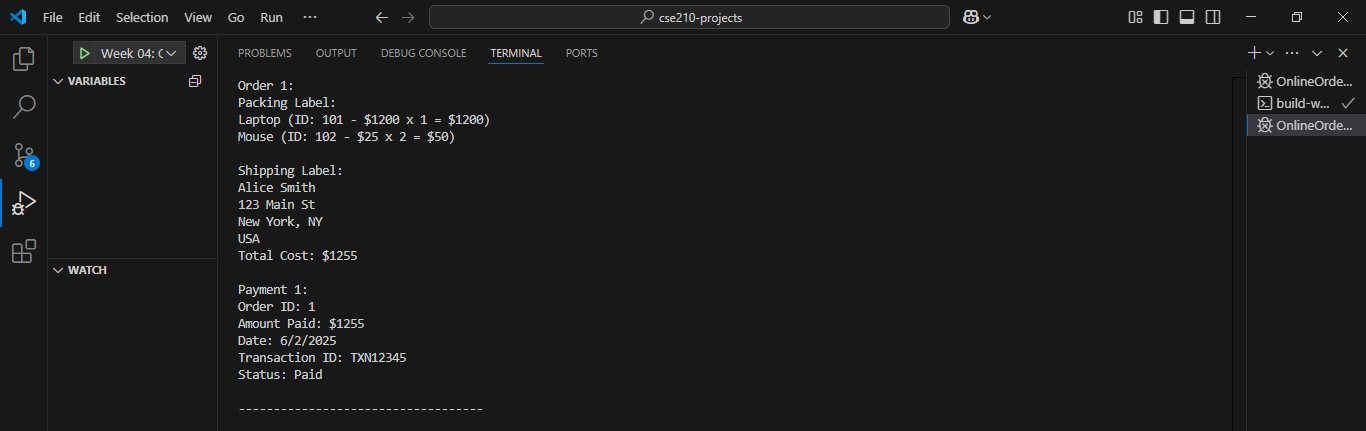 File Edit Selection View Go Run ··· cse210-projects
Week 04: C
PROBLEMS OUTPUT DEBUG CONSOLE TERMINAL PORTS
VARIABLES
WATCH
6
Order 1:
Packing Label:
Laptop (ID: 101 - $1200 x 1 = $1200)
Mouse (ID: 102 - $25 x 2 = $50)
Shipping Label:
Alice Smith
123 Main St
New York, NY
USA
Total Cost: $1255
Payment 1:
Order ID: 1
Amount Paid: $1255
Date: 6/2/2025
Transaction ID: TXN12345
Status: Paid
-----------------------------------
OnlineOrde...
build-w...
OnlineOrde...